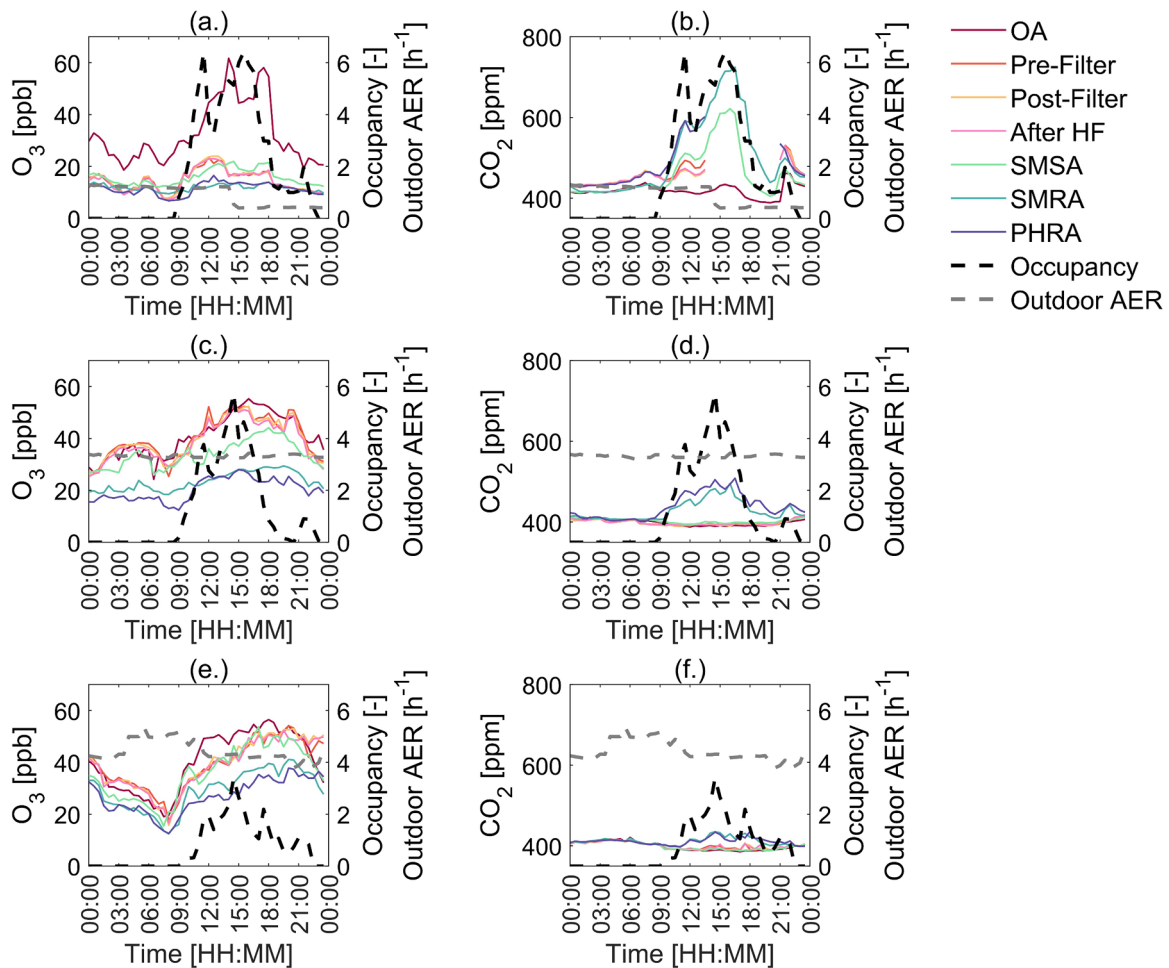 (a.)
60
40
20
0
O3 [ppb]
6
4
2
0
Occupancy [-]
Outdoor AER [h-1]
00:00
03:00
06:00
09:00
12:00
15:00
18:00
21:00
00:00
Time [HH:MM]
(b.)
800
600
400
CO2 [ppm]
6
4
2
0
Occupancy [-]
Outdoor AER [h-1]
00:00
03:00
06:00
09:00
12:00
15:00
18:00
21:00
00:00
Time [HH:MM]
OA
Pre-Filter
Post-Filter
After HF
SMSA
SMRA
PHRA
Occupancy
Outdoor AER
(c.)
60
40
20
0
O3 [ppb]
6
4
2
0
Occupancy [-]
Outdoor AER [h-1]
00:00
03:00
06:00
09:00
12:00
15:00
18:00
21:00
00:00
Time [HH:MM]
(d.)
800
600
400
CO2 [ppm]
6
4
2
0
Occupancy [-]
Outdoor AER [h-1]
00:00
03:00
06:00
09:00
12:00
15:00
18:00
21:00
00:00
Time [HH:MM]
(e.)
60
40
20
0
O3 [ppb]
6
4
2
0
Occupancy [-]
Outdoor AER [h-1]
00:00
03:00
06:00
09:00
12:00
15:00
18:00
21:00
00:00
Time [HH:MM]
(f.)
800
600
400
CO2 [ppm]
6
4
2
0
Occupancy [-]
Outdoor AER [h-1]
00:00
03:00
06:00
09:00
12:00
15:00
18:00
21:00
00:00
Time [HH:MM]